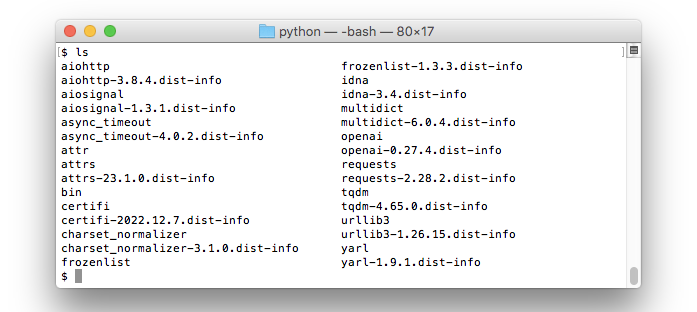 python — -bash — 80×17
[$ ls ]
aiohttp frozenlist-1.3.3.dist-info
aiohttp-3.8.4.dist-info idna
aiosignal idna-3.4.dist-info
aiosignal-1.3.1.dist-info multidict
async_timeout multidict-6.0.4.dist-info
async_timeout-4.0.2.dist-info openai
attr openai-0.27.4.dist-info
attrs requests
attrs-23.1.0.dist-info requests-2.28.2.dist-info
bin tqdm
certifi tqdm-4.65.0.dist-info
certifi-2022.12.7.dist-info urllib3
charset_normalizer urllib3-1.26.15.dist-info
charset_normalizer-3.1.0.dist-info yarl
frozenlist yarl-1.9.1.dist-info
$